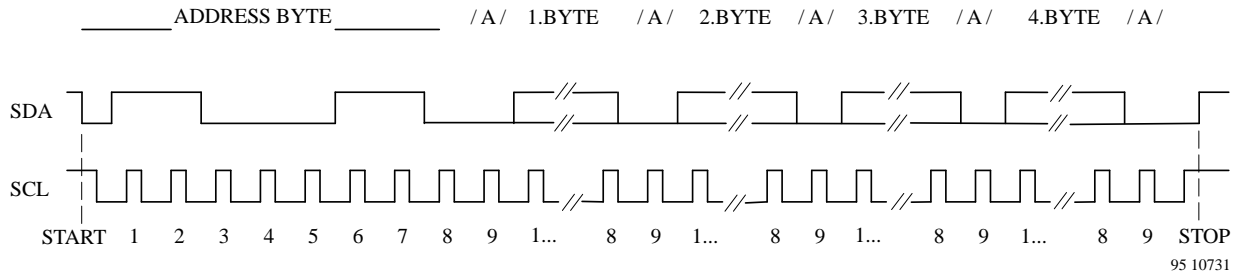 ADDRESS BYTE / A / 1.BYTE / A / 2.BYTE / A / 3.BYTE / A / 4.BYTE / A /
SDA
SCL
START 1 2 3 4 5 6 7 8 9 1... 8 9 1... 8 9 1... 8 9 1... 8 9 STOP
95 10731